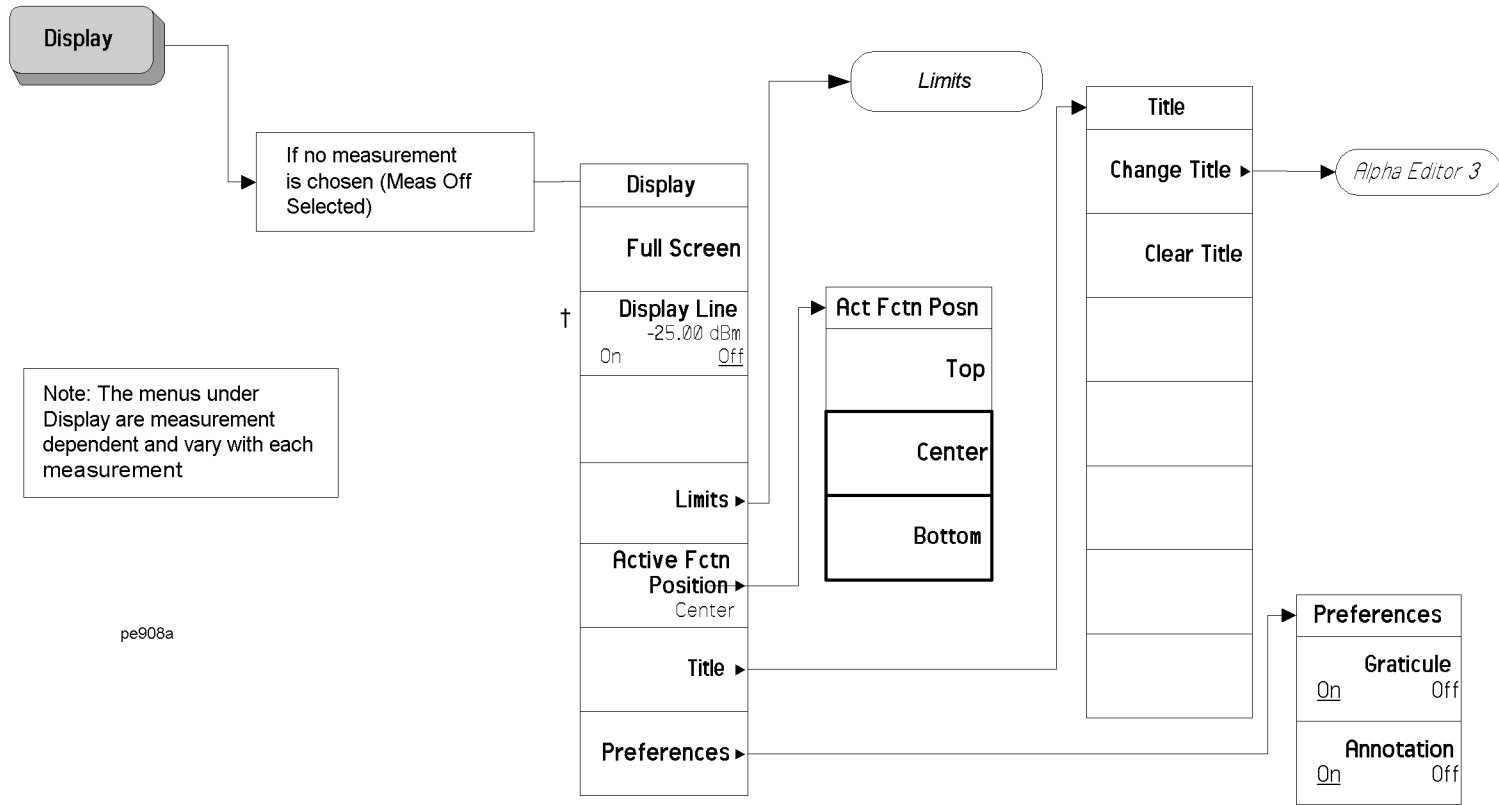 Display
If no measurement
is chosen (Meas Off
Selected)
Note: The menus under
Display are measurement
dependent and vary with each
measurement
pe908a
Display
Full Screen
†
Display Line
-25.00 dBm
On Off
Limits
Active Fctn
Position
Center
Title
Preferences
Limits
Act Fctn Posn
Top
Center
Bottom
Title
Change Title
Clear Title
Alpha Editor 3
Preferences
Graticule
On Off
Annotation
On Off